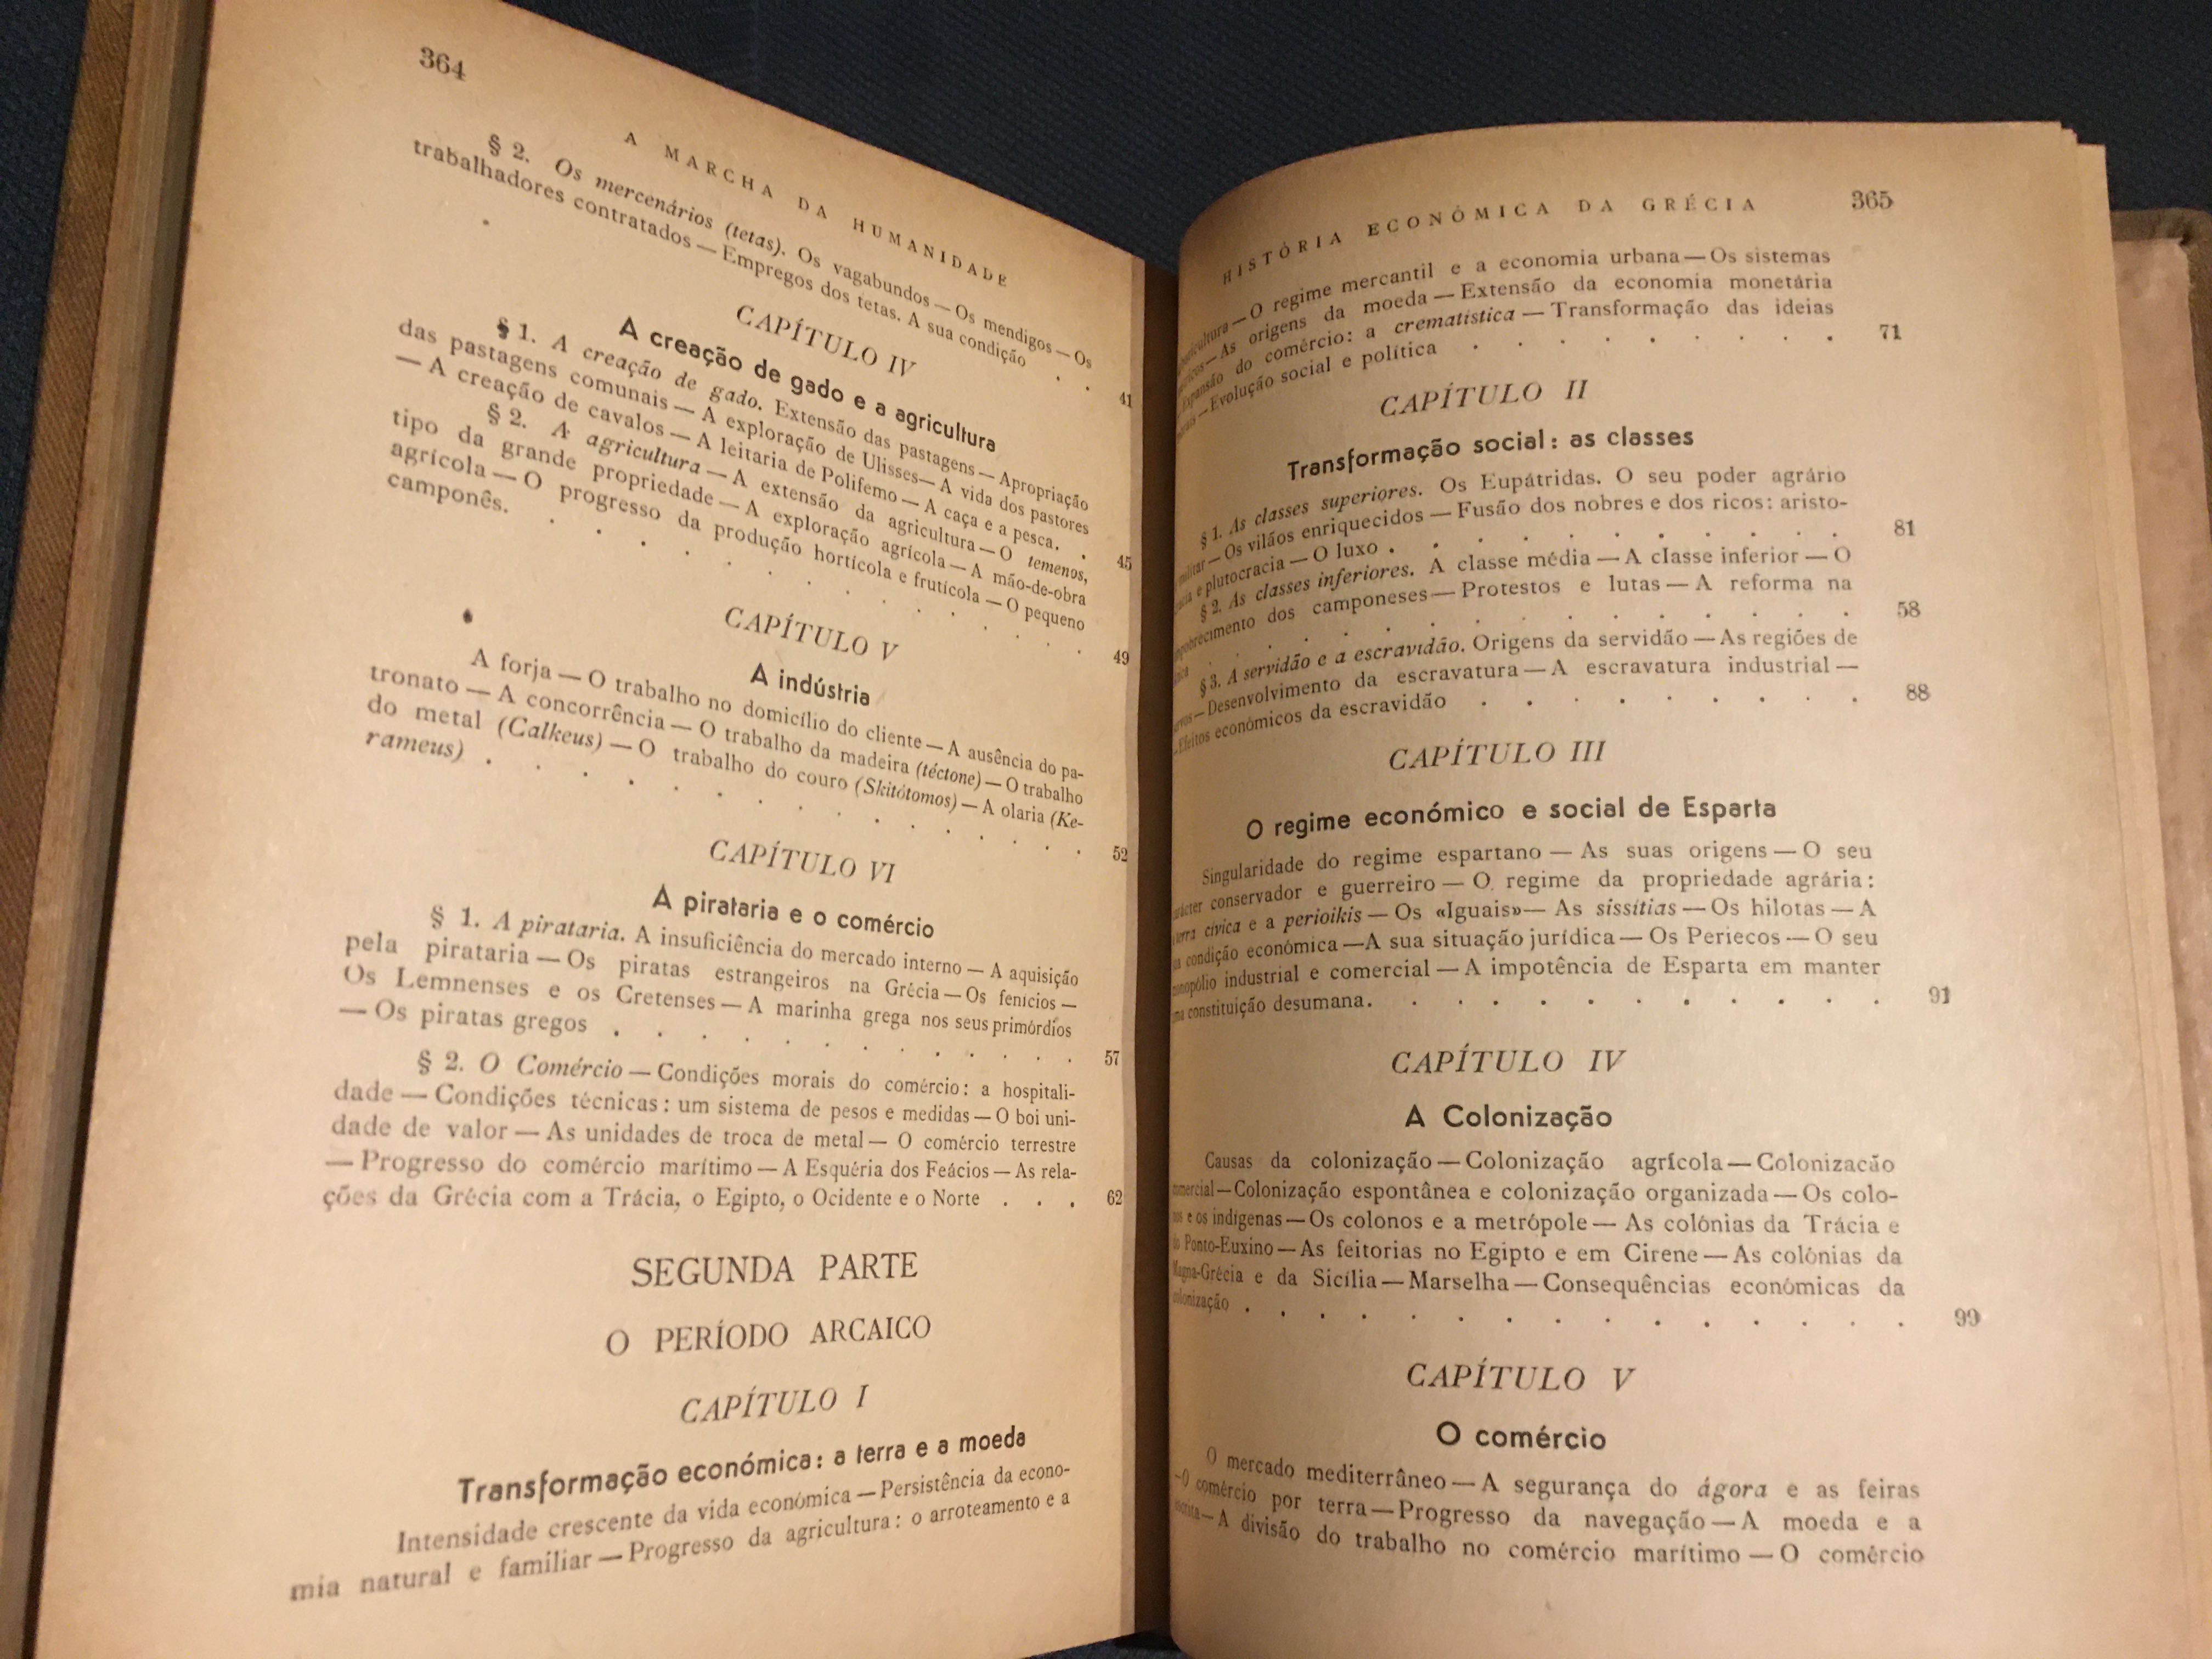 364
A MARCHA DA HUMANIDADE
§ 2. Os mercenários (tetas). Os vagabundos — Os mendigos — Os
trabalhadores contratados — Empregos dos tetas. A sua condição . . 41
CAPÍTULO IV
A creação de gado e a agricultura
§ 1. A creação de gado. Extensão das pastagens — Apropriação
das pastagens comunais — A exploração de Ulisses — A vida dos pastores
— A creação de cavalos — A leitaria de Polifemo — A caça e a pesca. . 45
§ 2. A agricultura — A extensão da agricultura — O temenos,
tipo da grande propriedade — A exploração agrícola — A mão-de-obra
agrícola — O progresso da produção hortícola e frutícola — O pequeno
camponês. . . . . . . . . . . . . 49
CAPÍTULO V
A indústria
A forja — O trabalho no domicílio do cliente — A ausência do pa-
tronato — A concorrência — O trabalho da madeira (téctone) — O trabalho
do metal (Calkeus) — O trabalho do couro (Skitótomos) — A olaria (Ke-
rameus) . . . . . . . . . . . . . 52
CAPÍTULO VI
A pirataria e o comércio
§ 1. A pirataria. A insuficiência do mercado interno — A aquisição
pela pirataria — Os piratas estrangeiros na Grécia — Os fenícios —
Os Lemnenses e os Cretenses — A marinha grega nos seus primórdios
— Os piratas gregos . . . . . . . . . . . 57
§ 2. O Comércio — Condições morais do comércio: a hospitali-
dade — Condições técnicas: um sistema de pesos e medidas — O boi uni-
dade de valor — As unidades de troca de metal — O comércio terrestre
— Progresso do comércio marítimo — A Esquéria dos Feácios — As rela-
ções da Grécia com a Trácia, o Egipto, o Ocidente e o Norte . . . 62
SEGUNDA PARTE
O PERÍODO ARCAICO
CAPÍTULO I
Transformação económica: a terra e a moeda
Intensidade crescente da vida económica — Persistência da econo-
mia natural e familiar — Progresso da agricultura: o arroteamento e a
HISTÓRIA ECONÓMICA DA GRÉCIA 365
— O regime mercantil e a economia urbana — Os sistemas
— As origens da moeda — Extensão da economia monetária
Expansão do comércio: a crematística — Transformação das ideias
— Evolução social e política . . . . . . . . . 71
CAPÍTULO II
Transformação social: as classes
§ 1. As classes superiores. Os Eupátridas. O seu poder agrário
militar — Os vilãos enriquecidos — Fusão dos nobres e dos ricos: aristo-
e plutocracia — O luxo . . . . . . . . . . 81
§ 2. As classes inferiores. A classe média — A classe inferior — O
dos camponeses — Protestos e lutas — A reforma na
. . . . . . . . . . . . . 58
§ 3. A servidão e a escravidão. Origens da servidão — As regiões de
— Desenvolvimento da escravatura — A escravatura industrial —
— Efeitos económicos da escravidão . . . . . . . . . 88
CAPÍTULO III
O regime económico e social de Esparta
Singularidade do regime espartano — As suas origens — O seu
conservador e guerreiro — O regime da propriedade agrária:
terra cívica e a perioikis — Os «Iguais» — As sissítias — Os hilotas — A
condição económica — A sua situação jurídica — Os Periecos — O seu
industrial e comercial — A impotência de Esparta em manter
constituição desumana. . . . . . . . . . . 91
CAPÍTULO IV
A Colonização
Causas da colonização — Colonização agrícola — Colonização
— Colonização espontânea e colonização organizada — Os colo-
e os indígenas — Os colonos e a metrópole — As colónias da Trácia e
Ponto-Euxino — As feitorias no Egipto e em Cirene — As colónias da
Magna-Grécia e da Sicília — Marselha — Consequências económicas da
colonização . . . . . . . . . . . . . 99
CAPÍTULO V
O comércio
O mercado mediterrâneo — A segurança do ágora e as feiras
— O comércio por terra — Progresso da navegação — A moeda e a
— A divisão do trabalho no comércio marítimo — O comércio